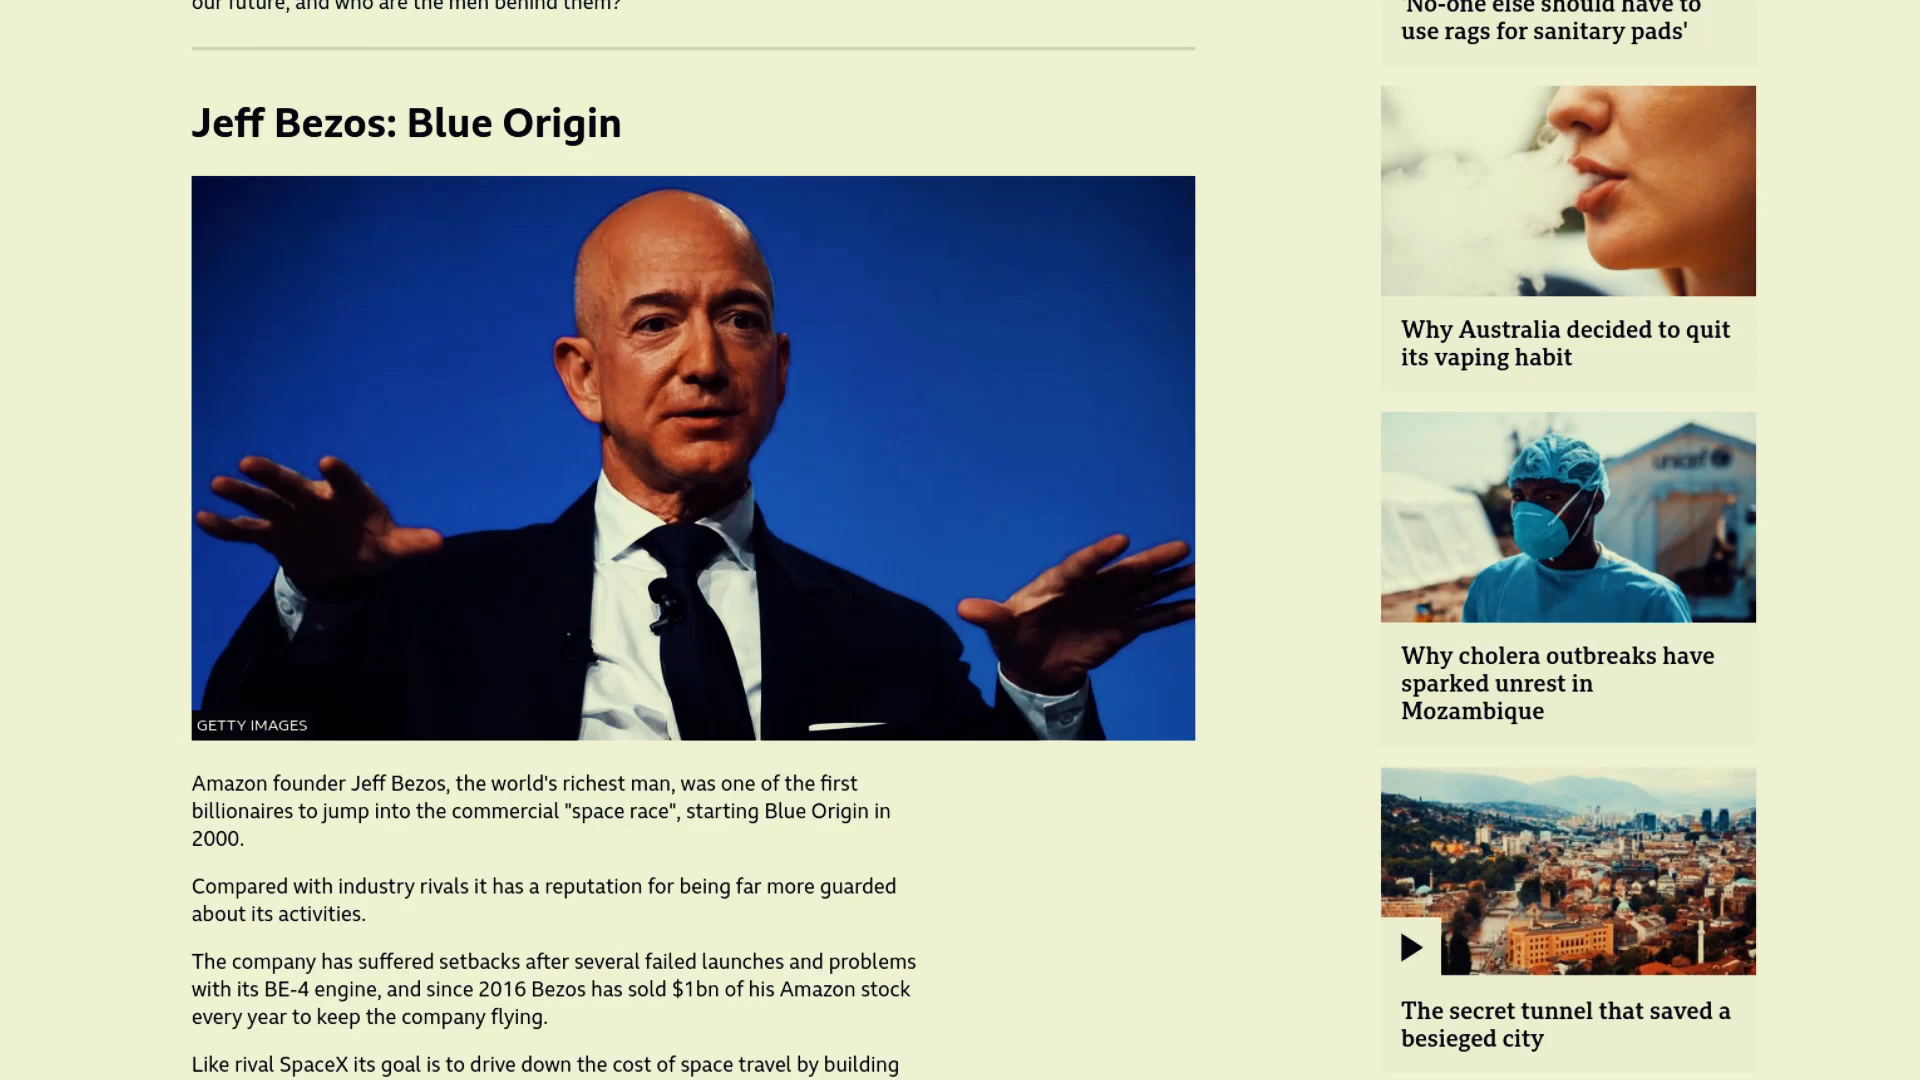 our future, and who are the men behind them?
Jeff Bezos: Blue Origin
GETTY IMAGES
Amazon founder Jeff Bezos, the world's richest man, was one of the first
billionaires to jump into the commercial "space race", starting Blue Origin in
2000.
Compared with industry rivals it has a reputation for being far more guarded
about its activities.
The company has suffered setbacks after several failed launches and problems
with its BE-4 engine, and since 2016 Bezos has sold $1bn of his Amazon stock
every year to keep the company flying.
Like rival SpaceX its goal is to drive down the cost of space travel by building
'No-one else should have to
use rags for sanitary pads'
Why Australia decided to quit
its vaping habit
unicef
Why cholera outbreaks have
sparked unrest in
Mozambique
The secret tunnel that saved a
besieged city